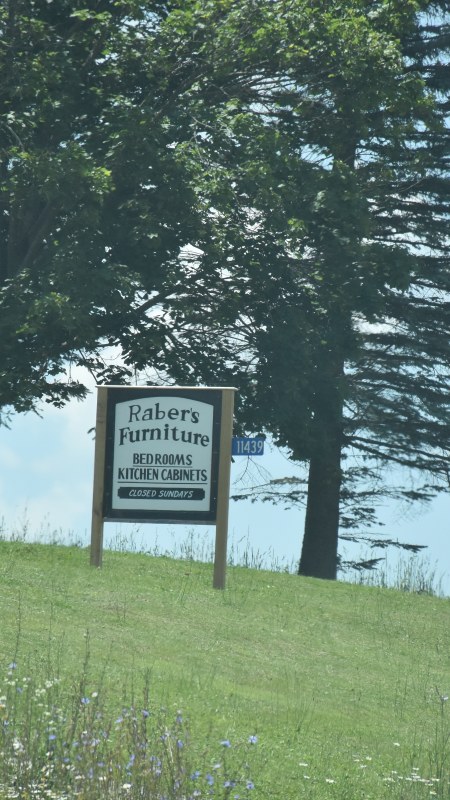 Raber's
Furniture
BEDROOMS
KITCHEN CABINETS
CLOSED SUNDAYS
11439